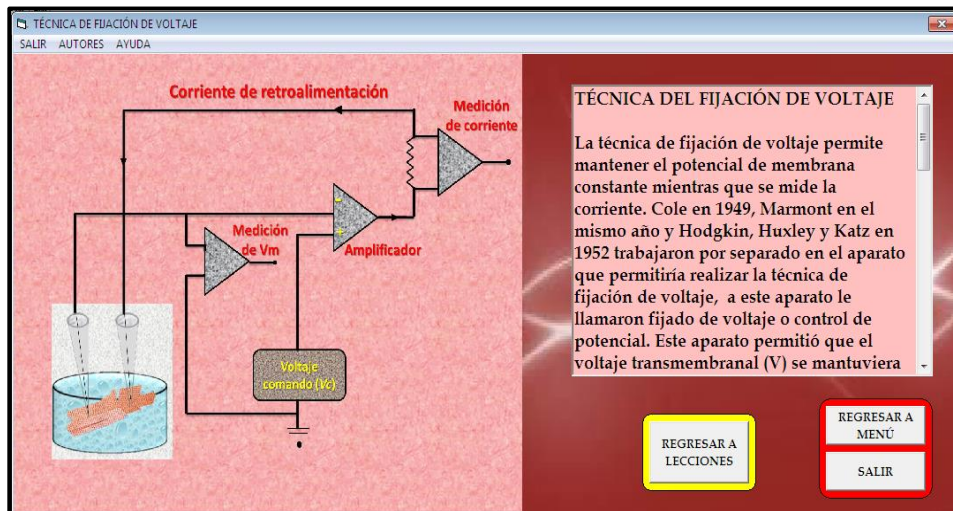 TÉCNICA DE FIJACIÓN DE VOLTAJE
SALIR AUTORES AYUDA
Corriente de retroalimentación
Medición
de corriente
-
+
Medición
de Vm
Amplificador
Voltaje
comando (Vc)
TÉCNICA DEL FIJACIÓN DE VOLTAJE
La técnica de fijación de voltaje permite
mantener el potencial de membrana
constante mientras que se mide la
corriente. Cole en 1949, Marmont en el
mismo año y Hodgkin, Huxley y Katz en
1952 trabajaron por separado en el aparato
que permitiría realizar la técnica de
fijación de voltaje, a este aparato le
llamaron fijado de voltaje o control de
potencial. Este aparato permitió que el
voltaje transmembranal (V) se mantuviera
REGRESAR A
LECCIONES
REGRESAR A
MENÚ
SALIR